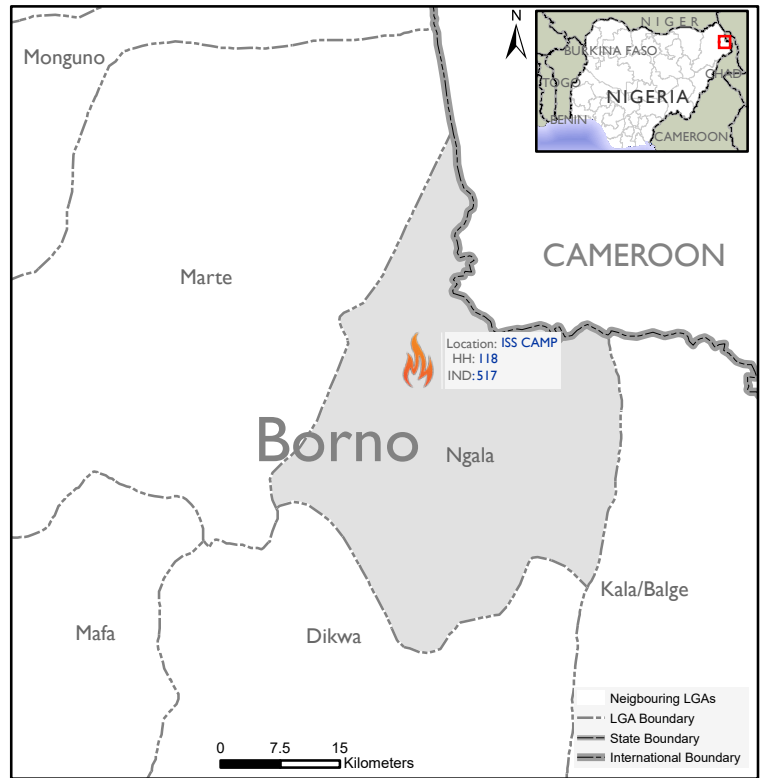 Monguno
N
NIGER
BURKINA FASO
CHAD
TOGO
NIGERIA
BENIN
CAMEROON
CAMEROON
Marte
Location: ISS CAMP
HH: 118
IND: 517
Borno
Ngala
Kala/Balge
Mafa
Dikwa
Neigbouring LGAs
LGA Boundary
State Boundary
International Boundary
0 7.5 15
Kilometers